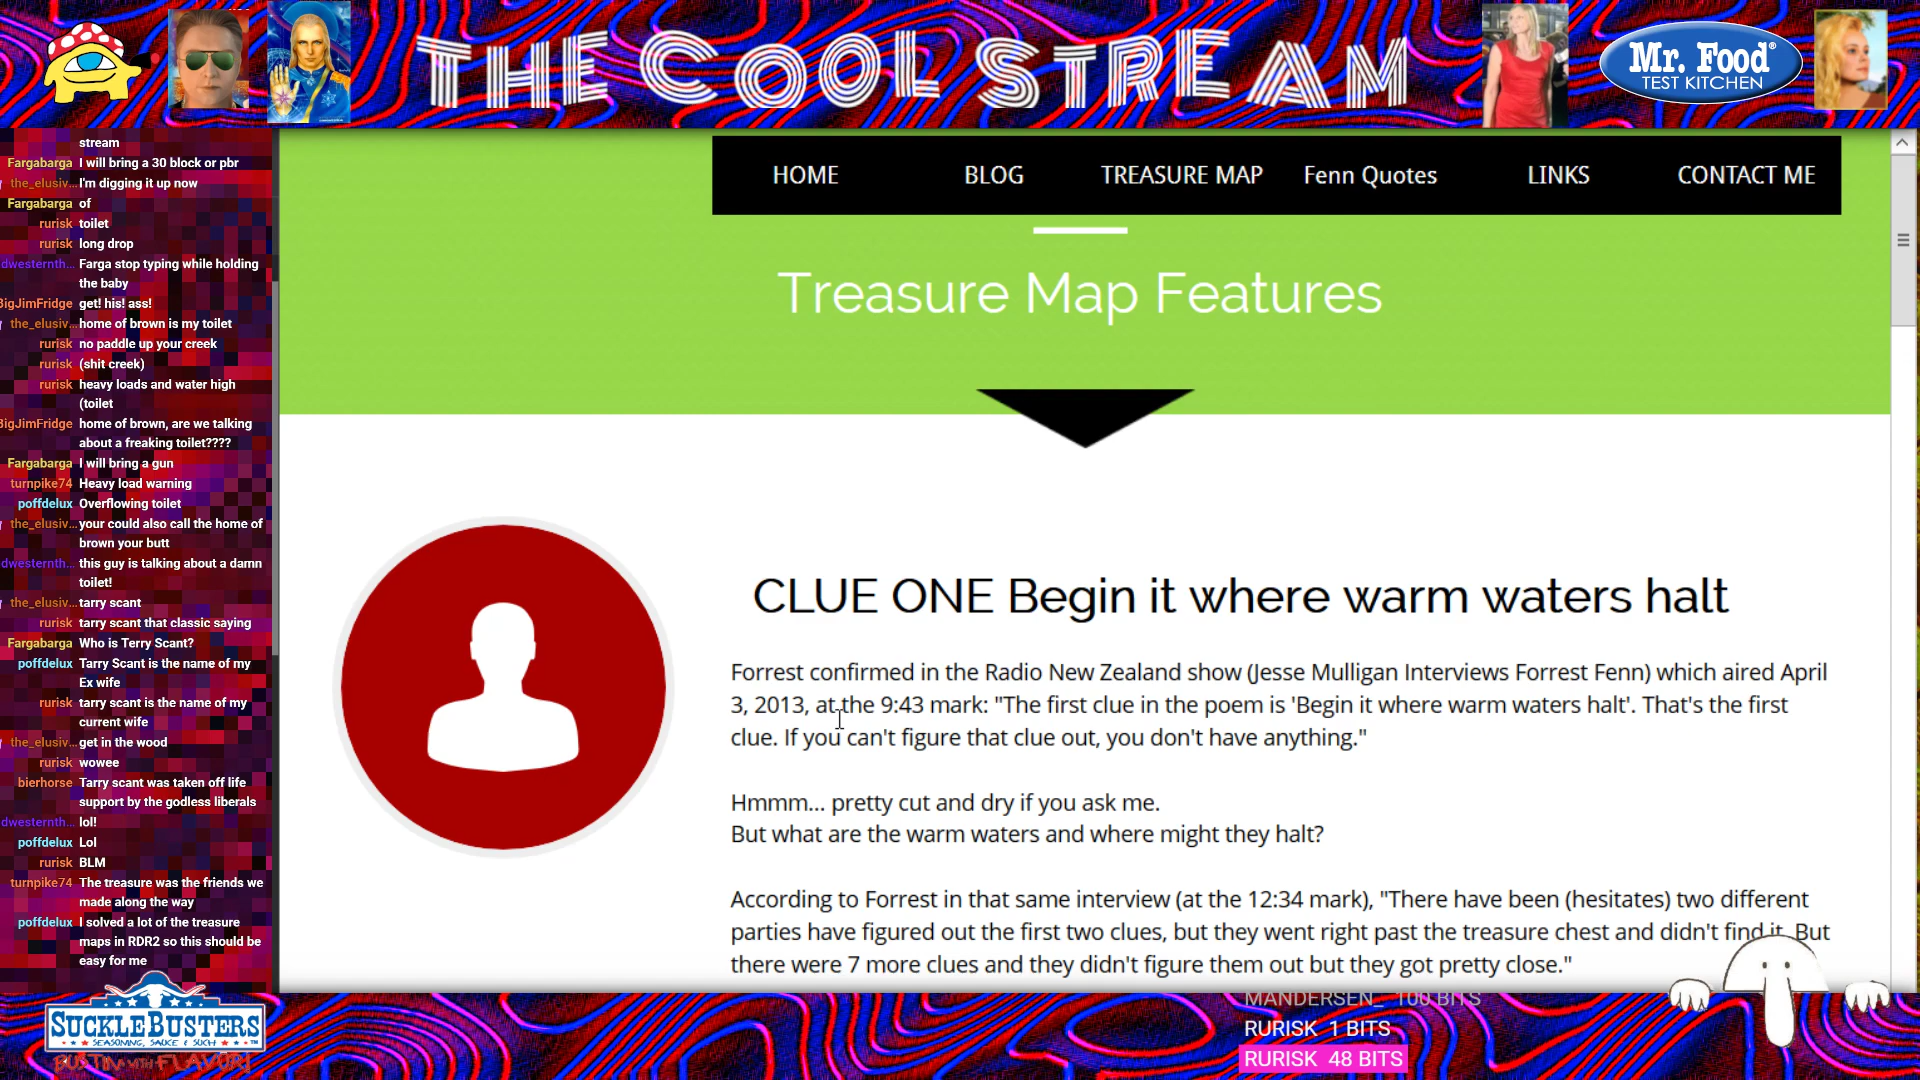 THE COOL STREAM
Mr. Food®
TEST KITCHEN
stream
Fargabarga I will bring a 30 block or pbr
the_elusiv... I'm digging it up now
Fargabarga of
rurisk toilet
rurisk long drop
dwesternth... Farga stop typing while holding
the baby
BigJimFridge get! his! ass!
the_elusiv... home of brown is my toilet
rurisk no paddle up your creek
rurisk (shit creek)
rurisk heavy loads and water high
(toilet
BigJimFridge home of brown, are we talking
about a freaking toilet????
Fargabarga I will bring a gun
turnpike74 Heavy load warning
poffdelux Overflowing toilet
the_elusiv... your could also call the home of
brown your butt
dwesternth... this guy is talking about a damn
toilet!
the_elusiv... tarry scant
rurisk tarry scant that classic saying
Fargabarga Who is Terry Scant?
poffdelux Tarry Scant is the name of my
Ex wife
rurisk tarry scant is the name of my
current wife
the_elusiv... get in the wood
rurisk wowee
bierhorse Tarry scant was taken off life
support by the godless liberals
dwesternth... lol!
poffdelux Lol
rurisk BLM
turnpike74 The treasure was the friends we
made along the way
poffdelux I solved a lot of the treasure
maps in RDR2 so this should be
easy for me
HOME BLOG TREASURE MAP Fenn Quotes LINKS CONTACT ME
Treasure Map Features
CLUE ONE Begin it where warm waters halt
Forrest confirmed in the Radio New Zealand show (Jesse Mulligan Interviews Forrest Fenn) which aired April
3, 2013, at the 9:43 mark: "The first clue in the poem is 'Begin it where warm waters halt'. That's the first
clue. If you can't figure that clue out, you don't have anything."
Hmmm... pretty cut and dry if you ask me.
But what are the warm waters and where might they halt?
According to Forrest in that same interview (at the 12:34 mark), "There have been (hesitates) two different
parties have figured out the first two clues, but they went right past the treasure chest and didn't find it. But
there were 7 more clues and they didn't figure them out but they got pretty close."
SUCKLEBUSTERS
SEASONING, SAUCE & SUCH
BUSTIN WITH FLAVOR!
MANDERSEN_ 100 BITS
RURISK 1 BITS
RURISK 48 BITS